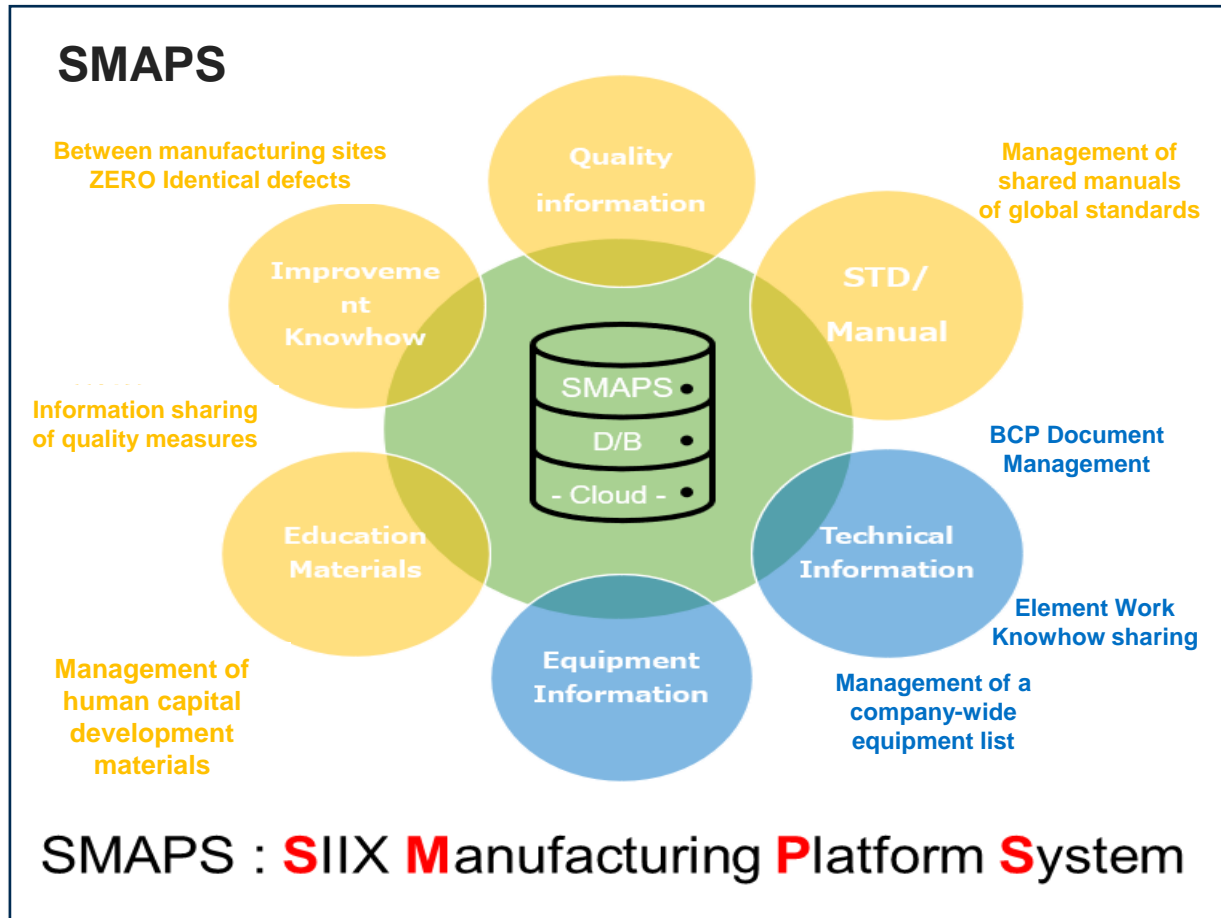 SMAPS
Between manufacturing sites
ZERO Identical defects
Quality
information
Management of
shared manuals
of global standards
Improveme
nt
Knowhow
STD/
Manual
SMAPS
D/B
- Cloud -
Information sharing
of quality measures
BCP Document
Management
Education
Materials
Technical
Information
Element Work
Knowhow sharing
Equipment
Information
Management of
human capital
development
materials
Management of a
company-wide
equipment list
SMAPS : SIIX Manufacturing Platform System